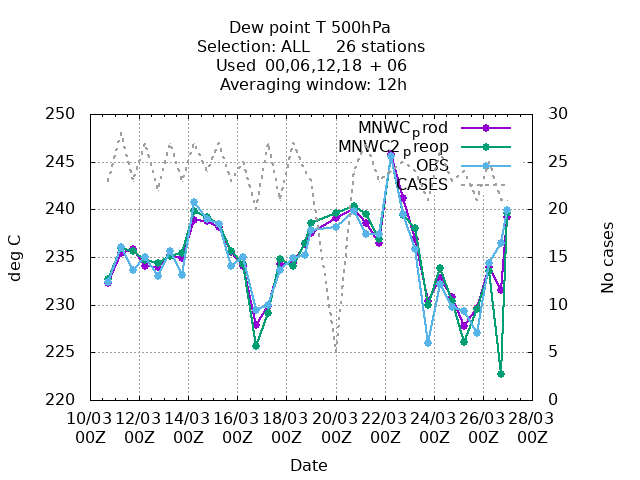 Dew point T 500hPa
Selection: ALL     26 stations
Used  00,06,12,18 + 06
Averaging window: 12h
250
245
240
235
230
225
220
30
25
20
15
10
5
0
deg C
No cases
MNWC_prod
MNWC2_preop
OBS
CASES
10/03 12/03 14/03 16/03 18/03 20/03 22/03 24/03 26/03 28/03
00Z 00Z 00Z 00Z 00Z 00Z 00Z 00Z 00Z 00Z
Date